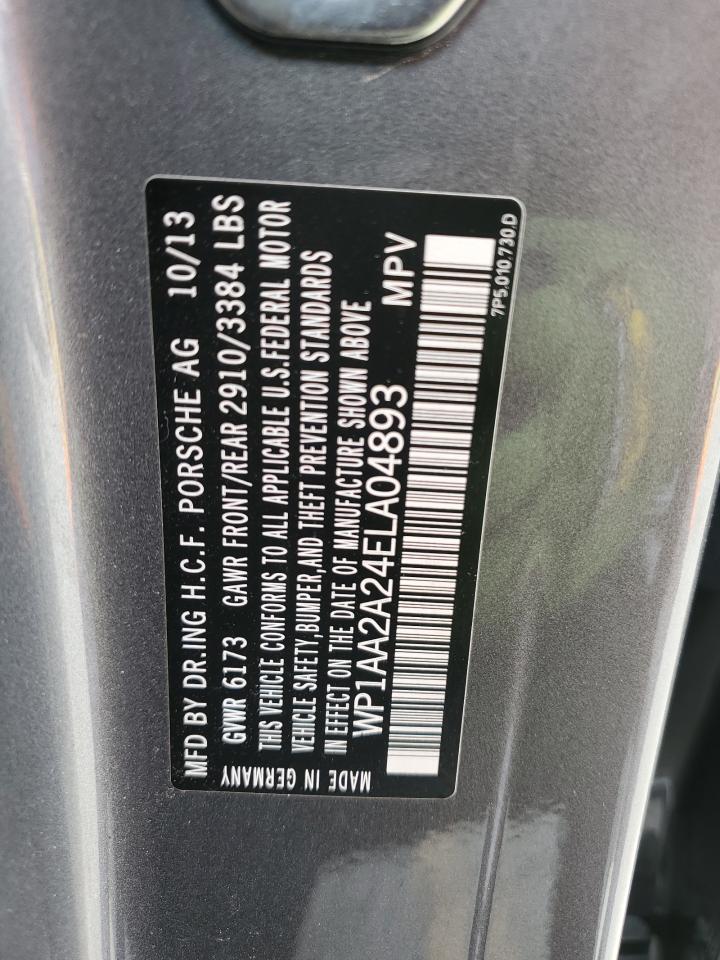 MFD BY DR.ING H.C.F. PORSCHE AG 10/13
GVWR 6173 GAWR FRONT/REAR 2910/3384 LBS
THIS VEHICLE CONFORMS TO ALL APPLICABLE U.S.FEDERAL MOTOR
VEHICLE SAFETY,BUMPER,AND THEFT PREVENTION STANDARDS
IN EFFECT ON THE DATE OF MANUFACTURE SHOWN ABOVE
WP1AA2A24ELA04893 MPV
MADE IN GERMANY
7P5.010.730.D